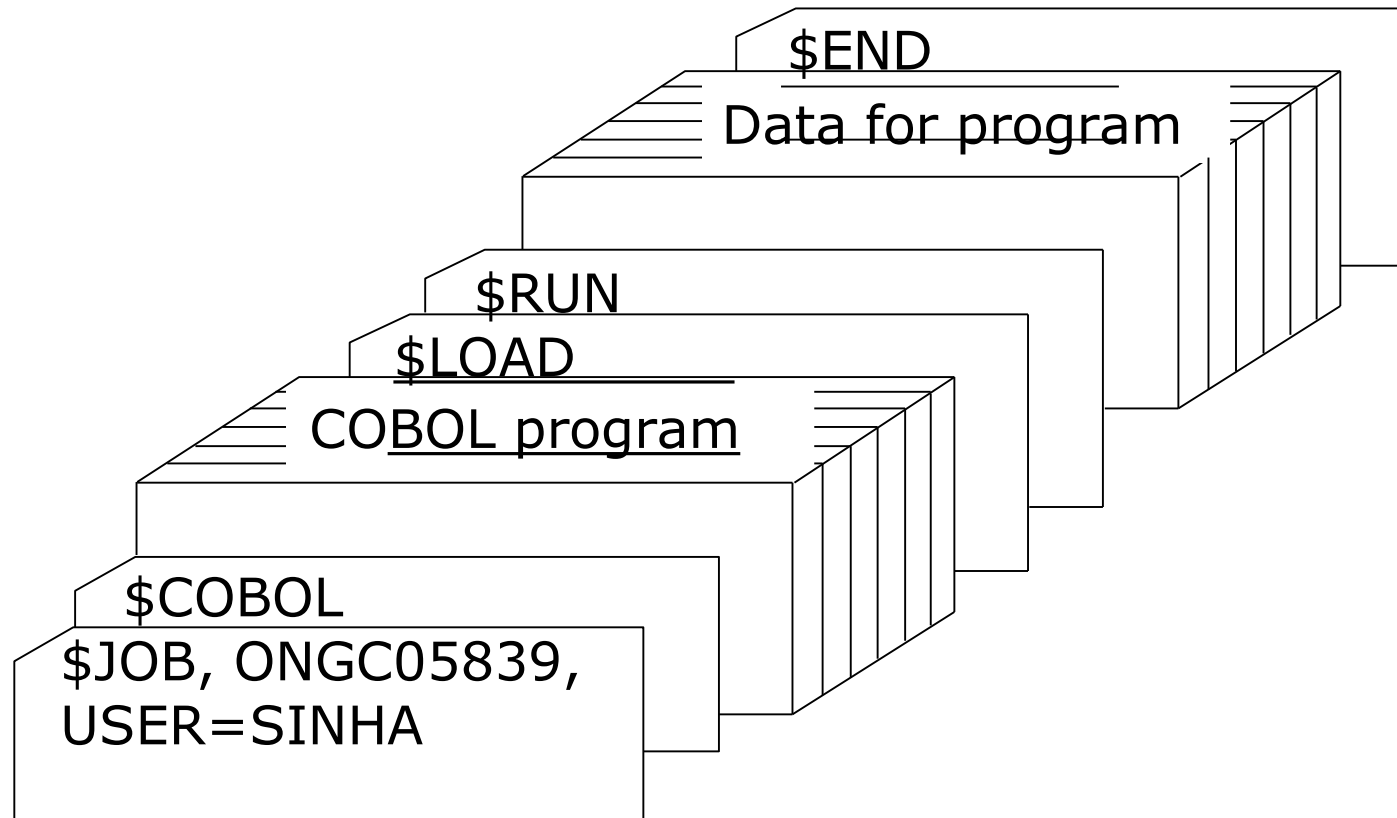 $END
Data for program
$RUN
$LOAD
COBOL program
$COBOL
$JOB, ONGC05839,
USER=SINHA